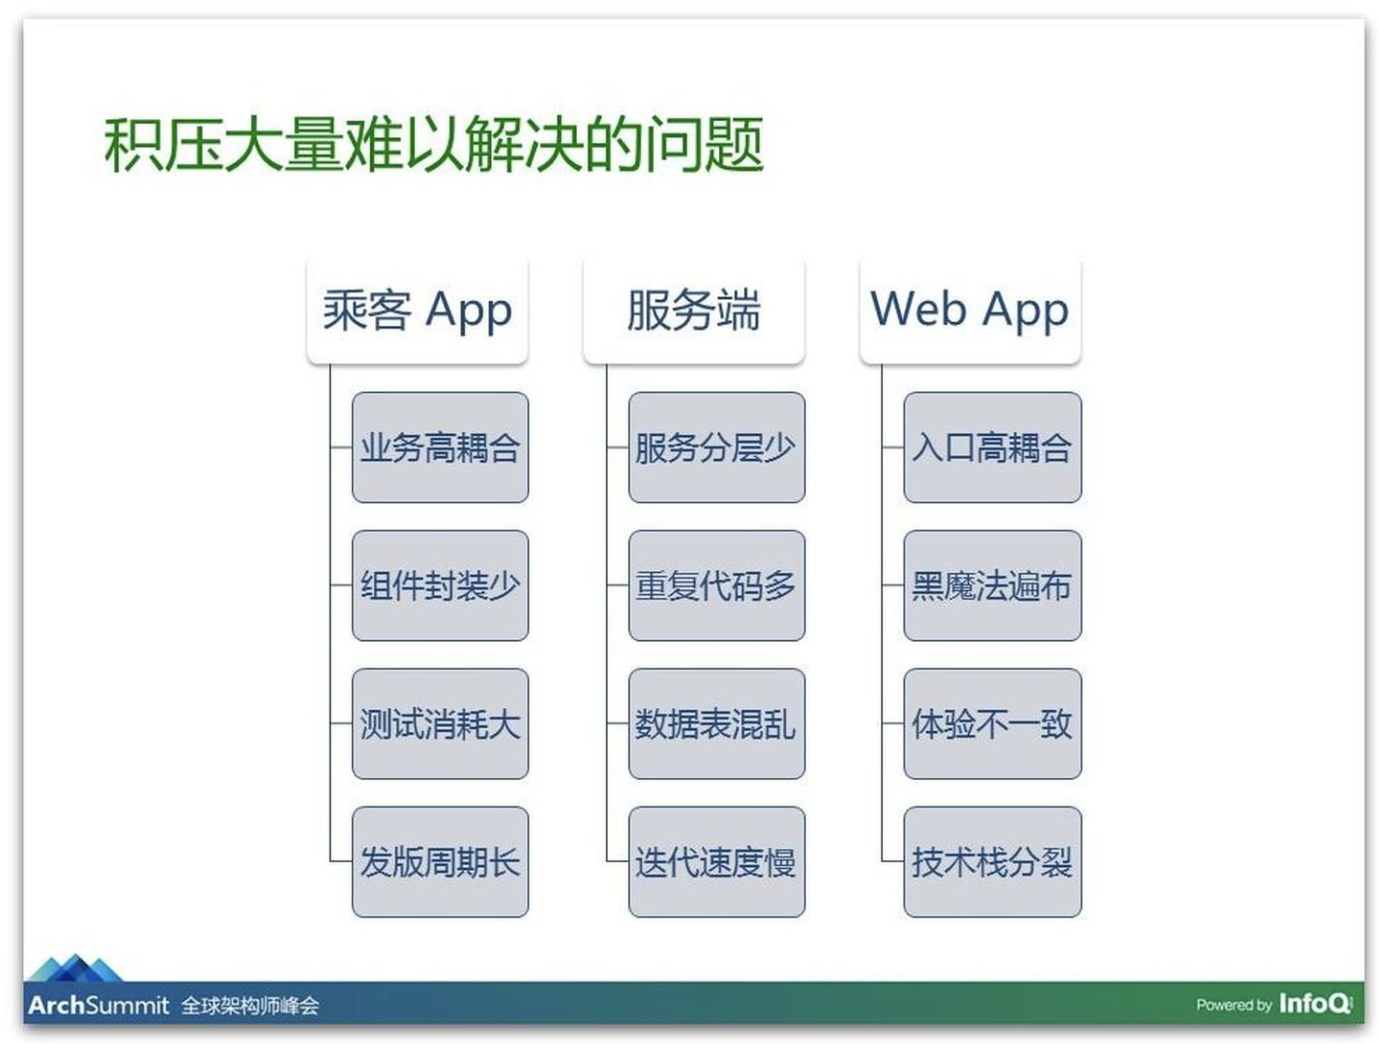 积压大量难以解决的问题
乘客 App
业务高耦合
组件封装少
测试消耗大
发版周期长
服务端
服务分层少
重复代码多
数据表混乱
迭代速度慢
Web App
入口高耦合
黑魔法遍布
体验不一致
技术栈分裂
ArchSummit 全球架构师峰会
Powered by InfoQ